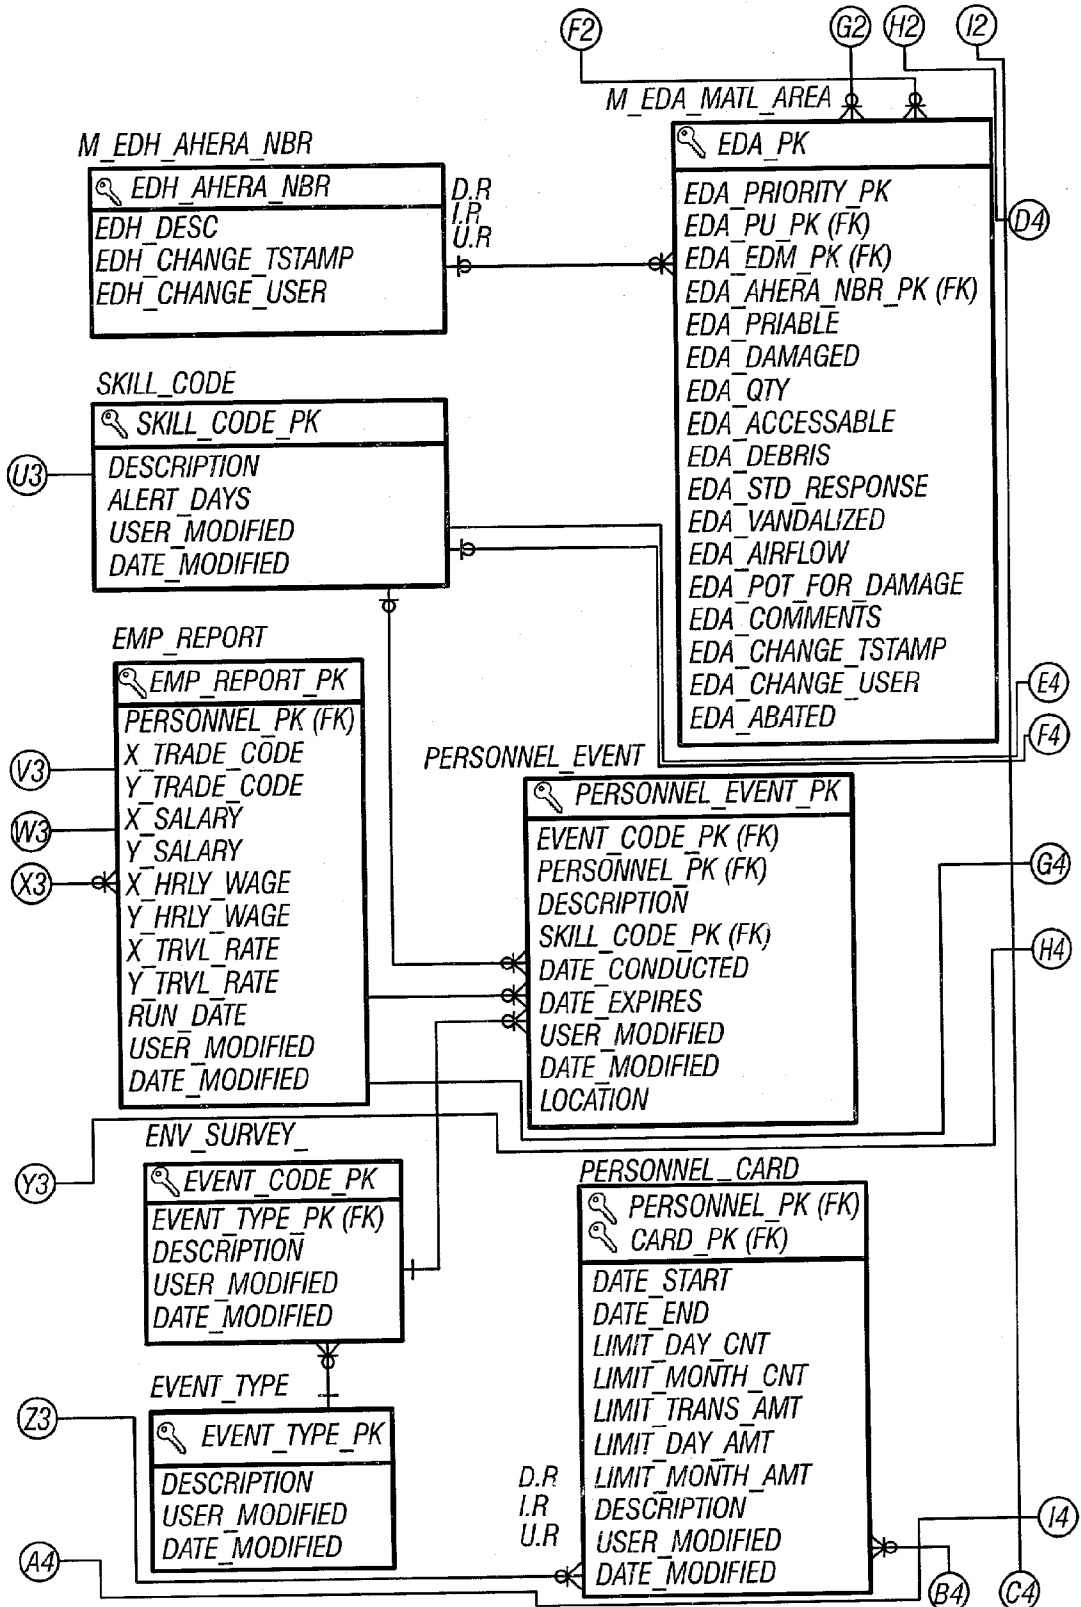 F2
G2
H2
I2
M_EDA_MATL_AREA
EDA_PK
EDA_PRIORITY_PK
EDA_PU_PK (FK)
EDA_EDM_PK (FK)
EDA_AHERA_NBR_PK (FK)
EDA_PRIABLE
EDA_DAMAGED
EDA_QTY
EDA_ACCESSABLE
EDA_DEBRIS
EDA_STD_RESPONSE
EDA_VANDALIZED
EDA_AIRFLOW
EDA_POT_FOR_DAMAGE
EDA_COMMENTS
EDA_CHANGE_TSTAMP
EDA_CHANGE_USER
EDA_ABATED
D4
M_EDH_AHERA_NBR
EDH_AHERA_NBR
EDH_DESC
EDH_CHANGE_TSTAMP
EDH_CHANGE_USER
D.R
I.R
U.R
SKILL_CODE
SKILL_CODE_PK
DESCRIPTION
ALERT_DAYS
USER_MODIFIED
DATE_MODIFIED
U3
E4
F4
EMP_REPORT
EMP_REPORT_PK
PERSONNEL_PK (FK)
X_TRADE_CODE
Y_TRADE_CODE
X_SALARY
Y_SALARY
X_HRLY_WAGE
Y_HRLY_WAGE
X_TRVL_RATE
Y_TRVL_RATE
RUN_DATE
USER_MODIFIED
DATE_MODIFIED
V3
W3
X3
PERSONNEL_EVENT
PERSONNEL_EVENT_PK
EVENT_CODE_PK (FK)
PERSONNEL_PK (FK)
DESCRIPTION
SKILL_CODE_PK (FK)
DATE_CONDUCTED
DATE_EXPIRES
USER_MODIFIED
DATE_MODIFIED
LOCATION
G4
H4
ENV_SURVEY_
EVENT_CODE_PK
EVENT_TYPE_PK (FK)
DESCRIPTION
USER_MODIFIED
DATE_MODIFIED
Y3
EVENT_TYPE
EVENT_TYPE_PK
DESCRIPTION
USER_MODIFIED
DATE_MODIFIED
Z3
A4
PERSONNEL_CARD
PERSONNEL_PK (FK)
CARD_PK (FK)
DATE_START
DATE_END
LIMIT_DAY_CNT
LIMIT_MONTH_CNT
LIMIT_TRANS_AMT
LIMIT_DAY_AMT
LIMIT_MONTH_AMT
DESCRIPTION
USER_MODIFIED
DATE_MODIFIED
D.R
I.R
U.R
I4
B4
C4